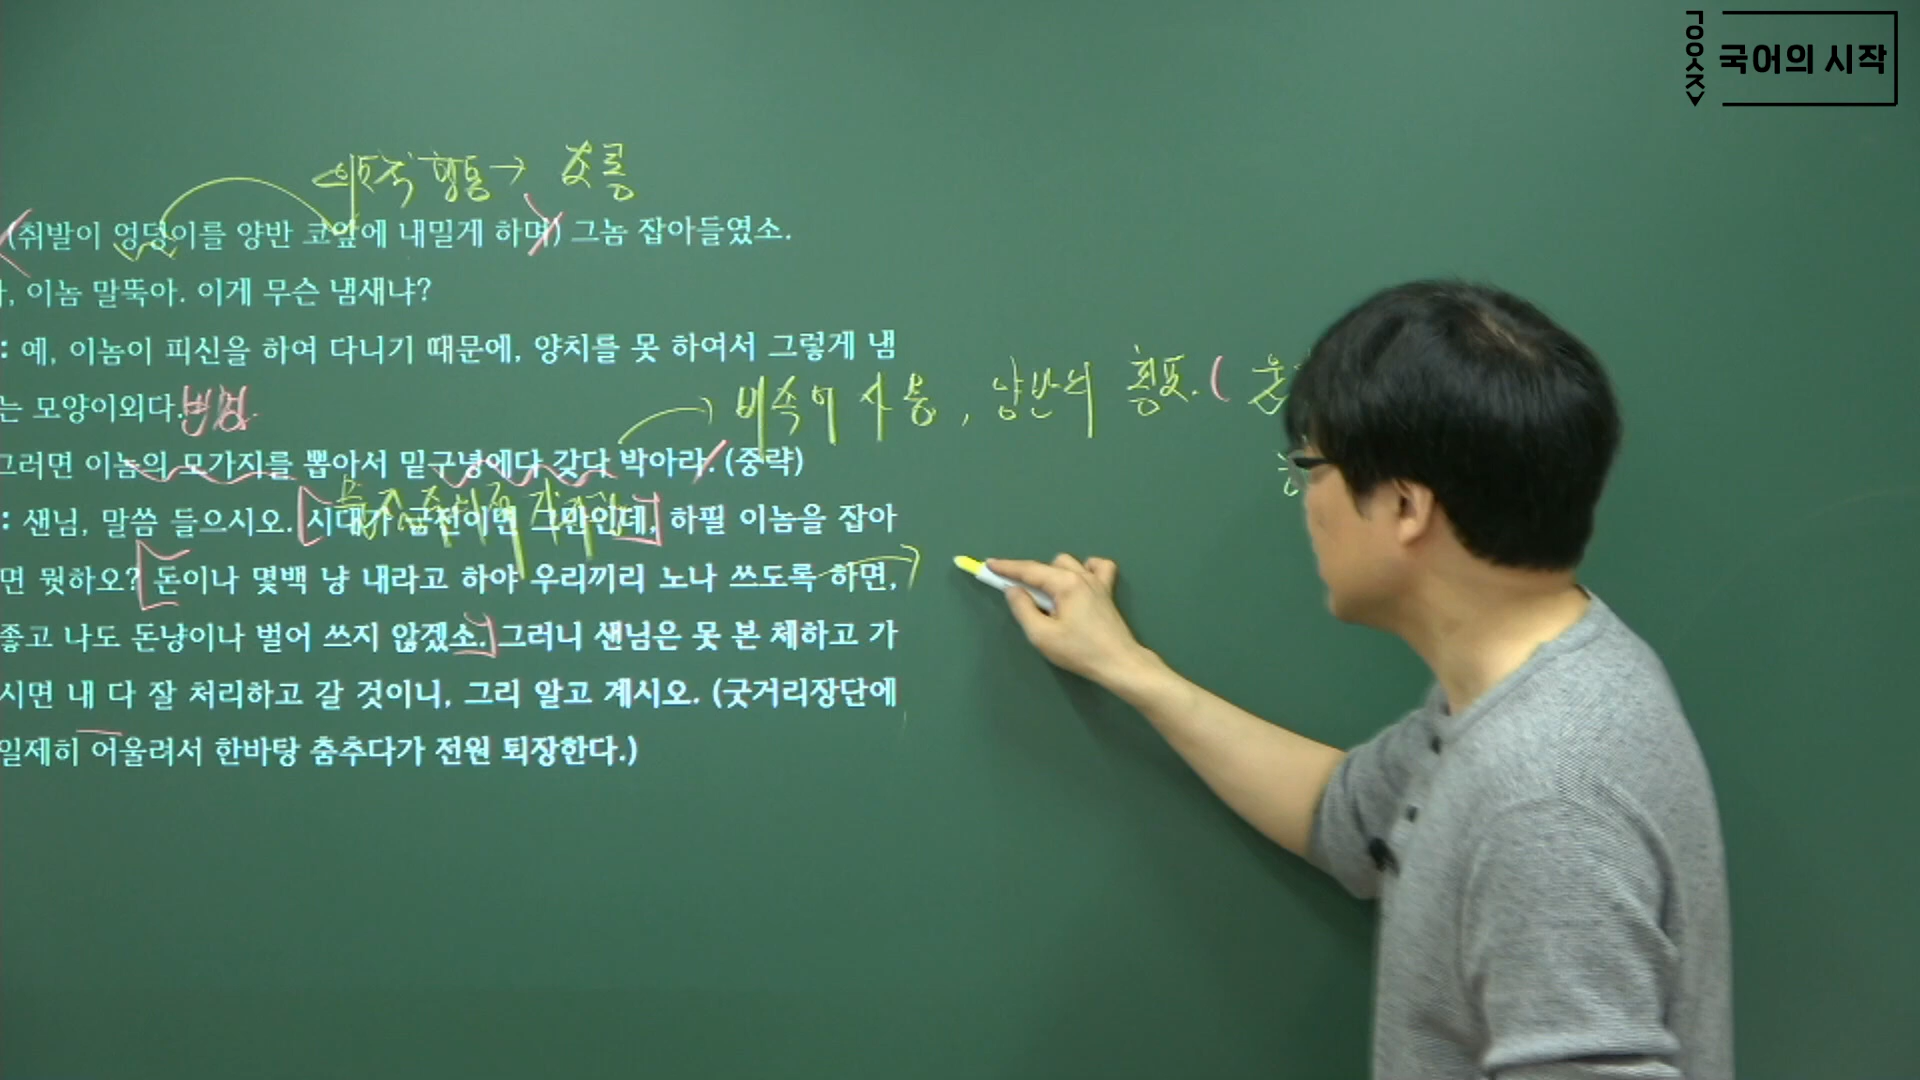 국어의 시작
의도적 행동 → 조롱
(취발이 엉덩이를 양반 코앞에 내밀게 하며) 그놈 잡아들였소.
, 이놈 말뚝아. 이게 무슨 냄새냐?
: 예, 이놈이 피신을 하여 다니기 때문에, 양치를 못 하여서 그렇게 냄
는 모양이외다. 변명.
비속어 사용, 양반의 횡포. (
그러면 이놈의 모가지를 뽑아서 밑구녕에다 갖다 박아라. (중략)
: 샌님, 말씀 들으시오. 시대가 금전이면 그만인데, 하필 이놈을 잡아
면 뭣하오? 돈이나 몇백 냥 내라고 하야 우리끼리 노나 쓰도록 하면,
좋고 나도 돈냥이나 벌어 쓰지 않겠소. 그러니 샌님은 못 본 체하고 가
시면 내 다 잘 처리하고 갈 것이니, 그리 알고 계시오. (굿거리장단에
일제히 어울려서 한바탕 춤추다가 전원 퇴장한다.)